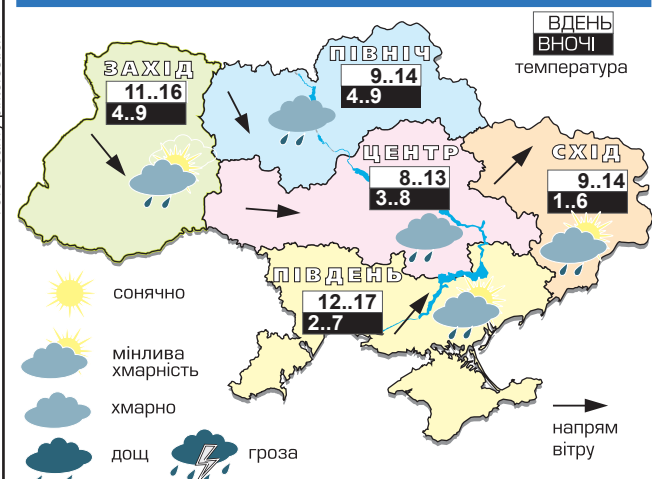 ВДЕНЬ
ВНОЧІ
температура
ЗАХІД
11..16
4..9
ПІВНІЧ
9..14
4..9
ЦЕНТР
8..13
3..8
СХІД
9..14
1..6
ПІВДЕНЬ
12..17
2..7
сонячно
мінлива
хмарність
хмарно
дощ
гроза
напрям
вітру